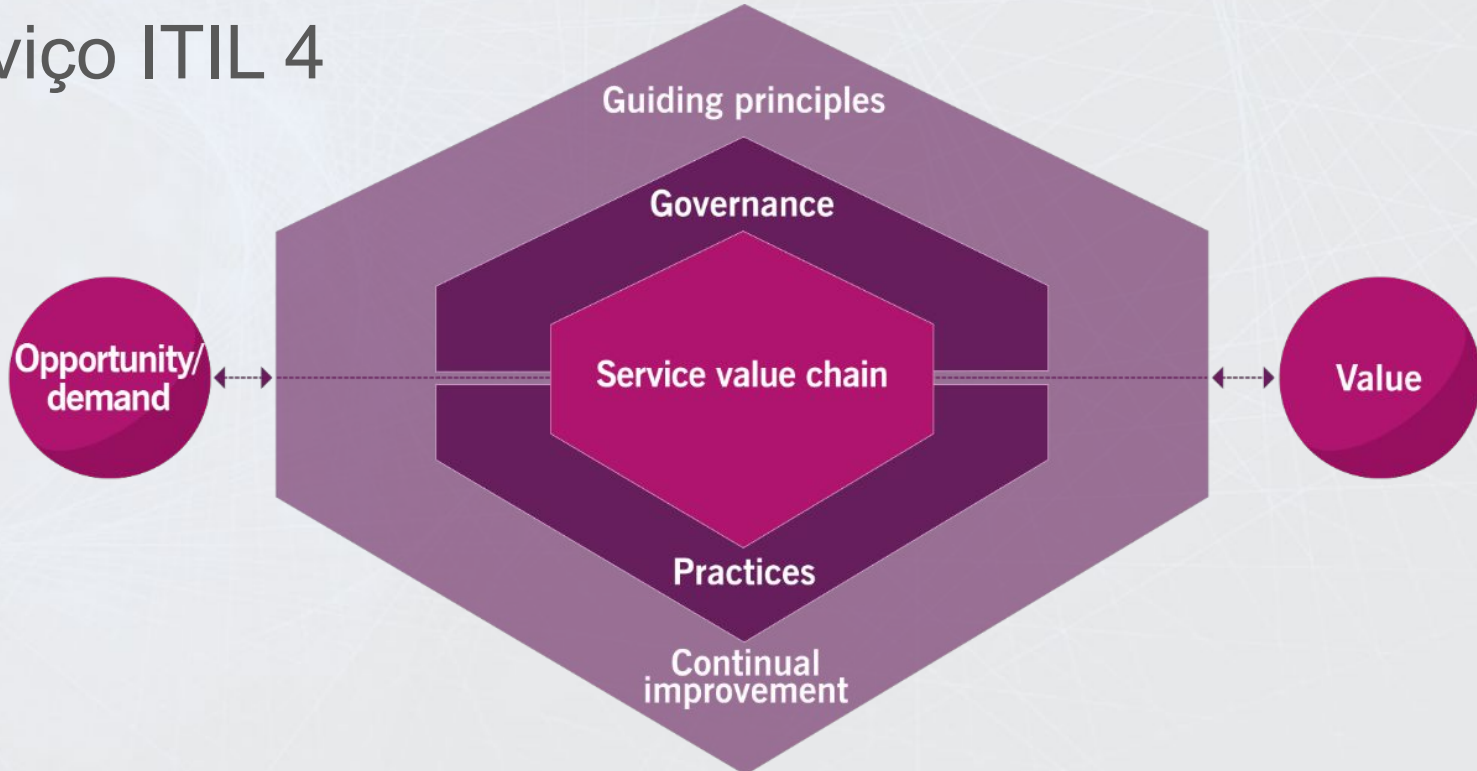 viço ITIL 4
Guiding principles
Governance
Opportunity/
demand
Service value chain
Value
Practices
Continual
improvement